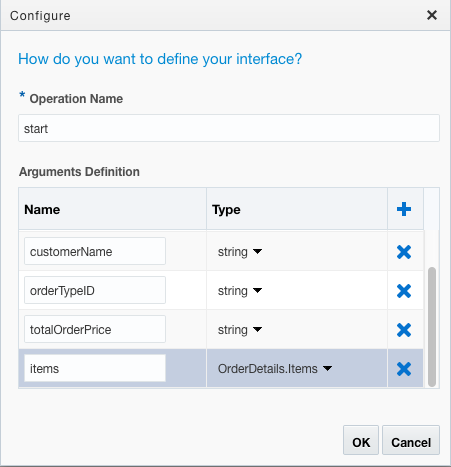 Configure
How do you want to define your interface?
* Operation Name
start
Arguments Definition
Name Type
customerName string
orderTypeID string
totalOrderPrice string
items OrderDetails.Items
OK Cancel